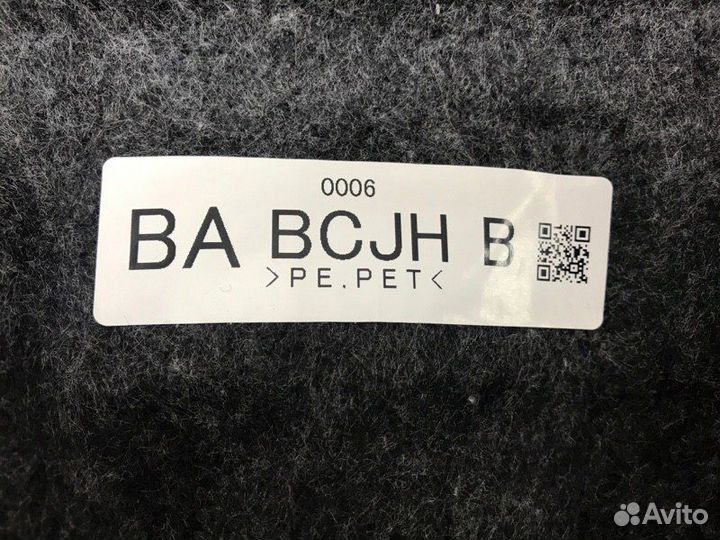 0006
BA BCJH B
>PE.PET<
Avito